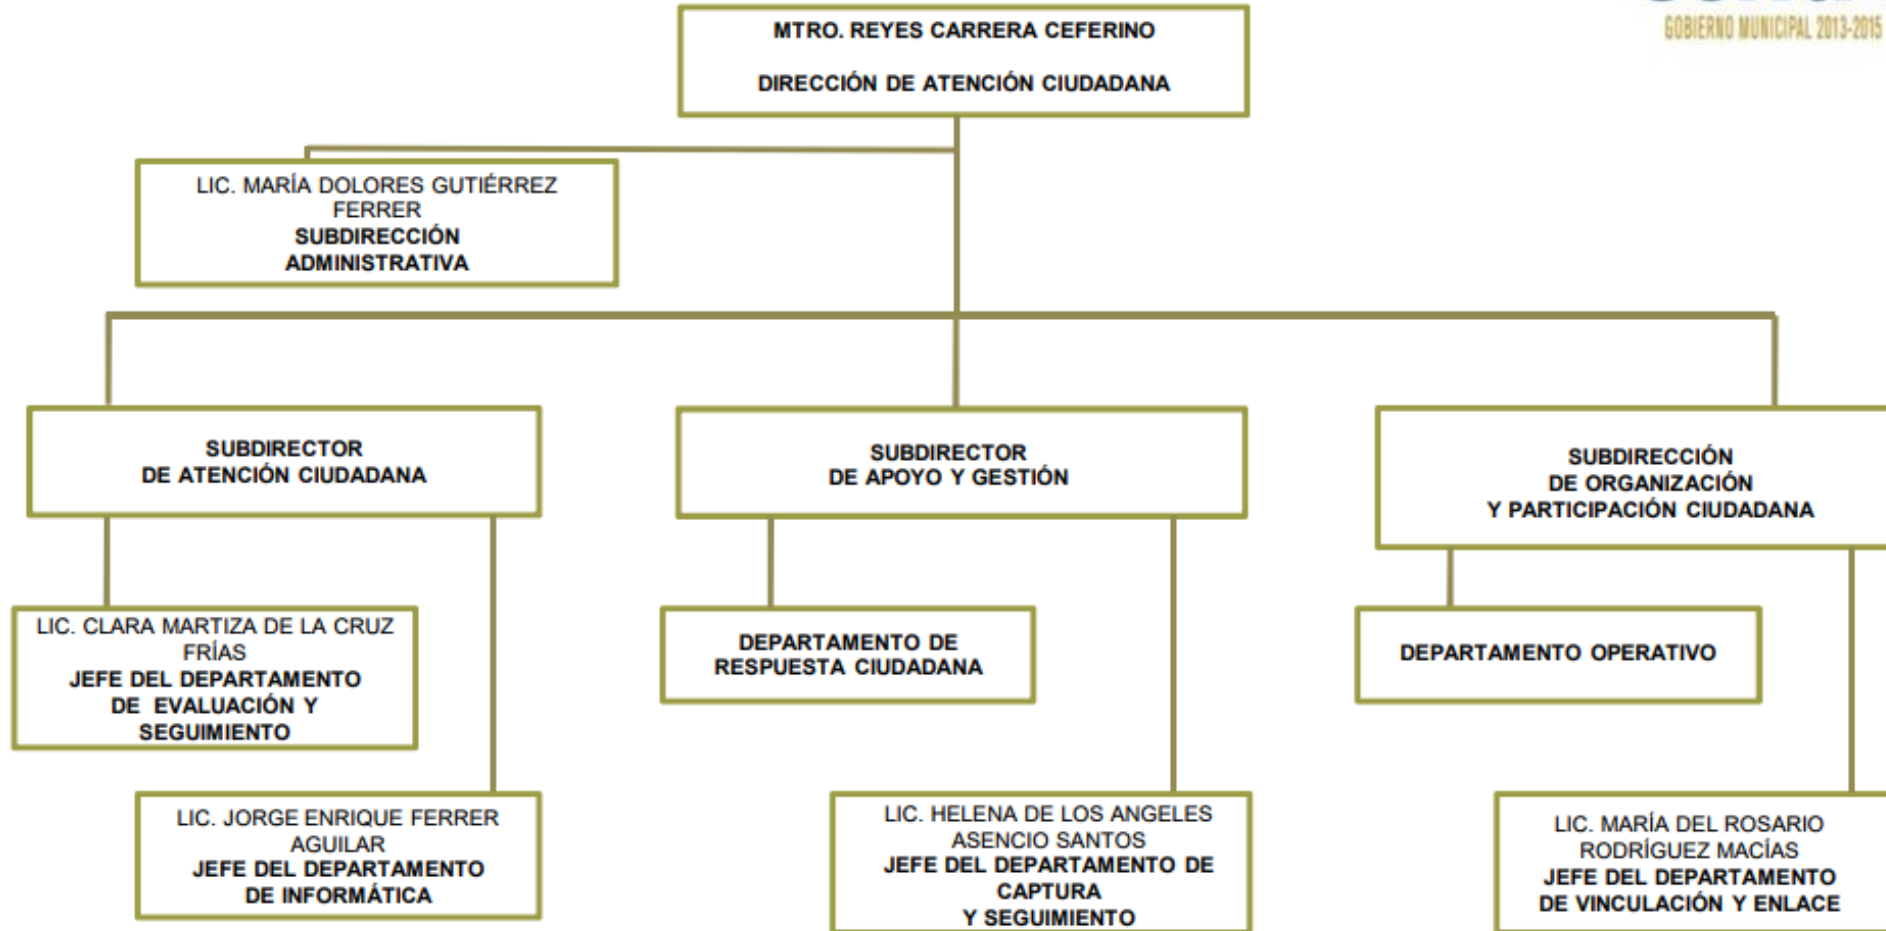 GOBIERNO MUNICIPAL 2013-2015
MTRO. REYES CARRERA CEFERINO
DIRECCIÓN DE ATENCIÓN CIUDADANA
LIC. MARÍA DOLORES GUTIÉRREZ
FERRER
SUBDIRECCIÓN
ADMINISTRATIVA
SUBDIRECTOR
DE ATENCIÓN CIUDADANA
SUBDIRECTOR
DE APOYO Y GESTIÓN
SUBDIRECCIÓN
DE ORGANIZACIÓN
Y PARTICIPACIÓN CIUDADANA
LIC. CLARA MARTIZA DE LA CRUZ
FRÍAS
JEFE DEL DEPARTAMENTO
DE EVALUACIÓN Y
SEGUIMIENTO
DEPARTAMENTO DE
RESPUESTA CIUDADANA
DEPARTAMENTO OPERATIVO
LIC. JORGE ENRIQUE FERRER
AGUILAR
JEFE DEL DEPARTAMENTO
DE INFORMÁTICA
LIC. HELENA DE LOS ANGELES
ASENCIO SANTOS
JEFE DEL DEPARTAMENTO DE
CAPTURA
Y SEGUIMIENTO
LIC. MARÍA DEL ROSARIO
RODRÍGUEZ MACÍAS
JEFE DEL DEPARTAMENTO
DE VINCULACIÓN Y ENLACE